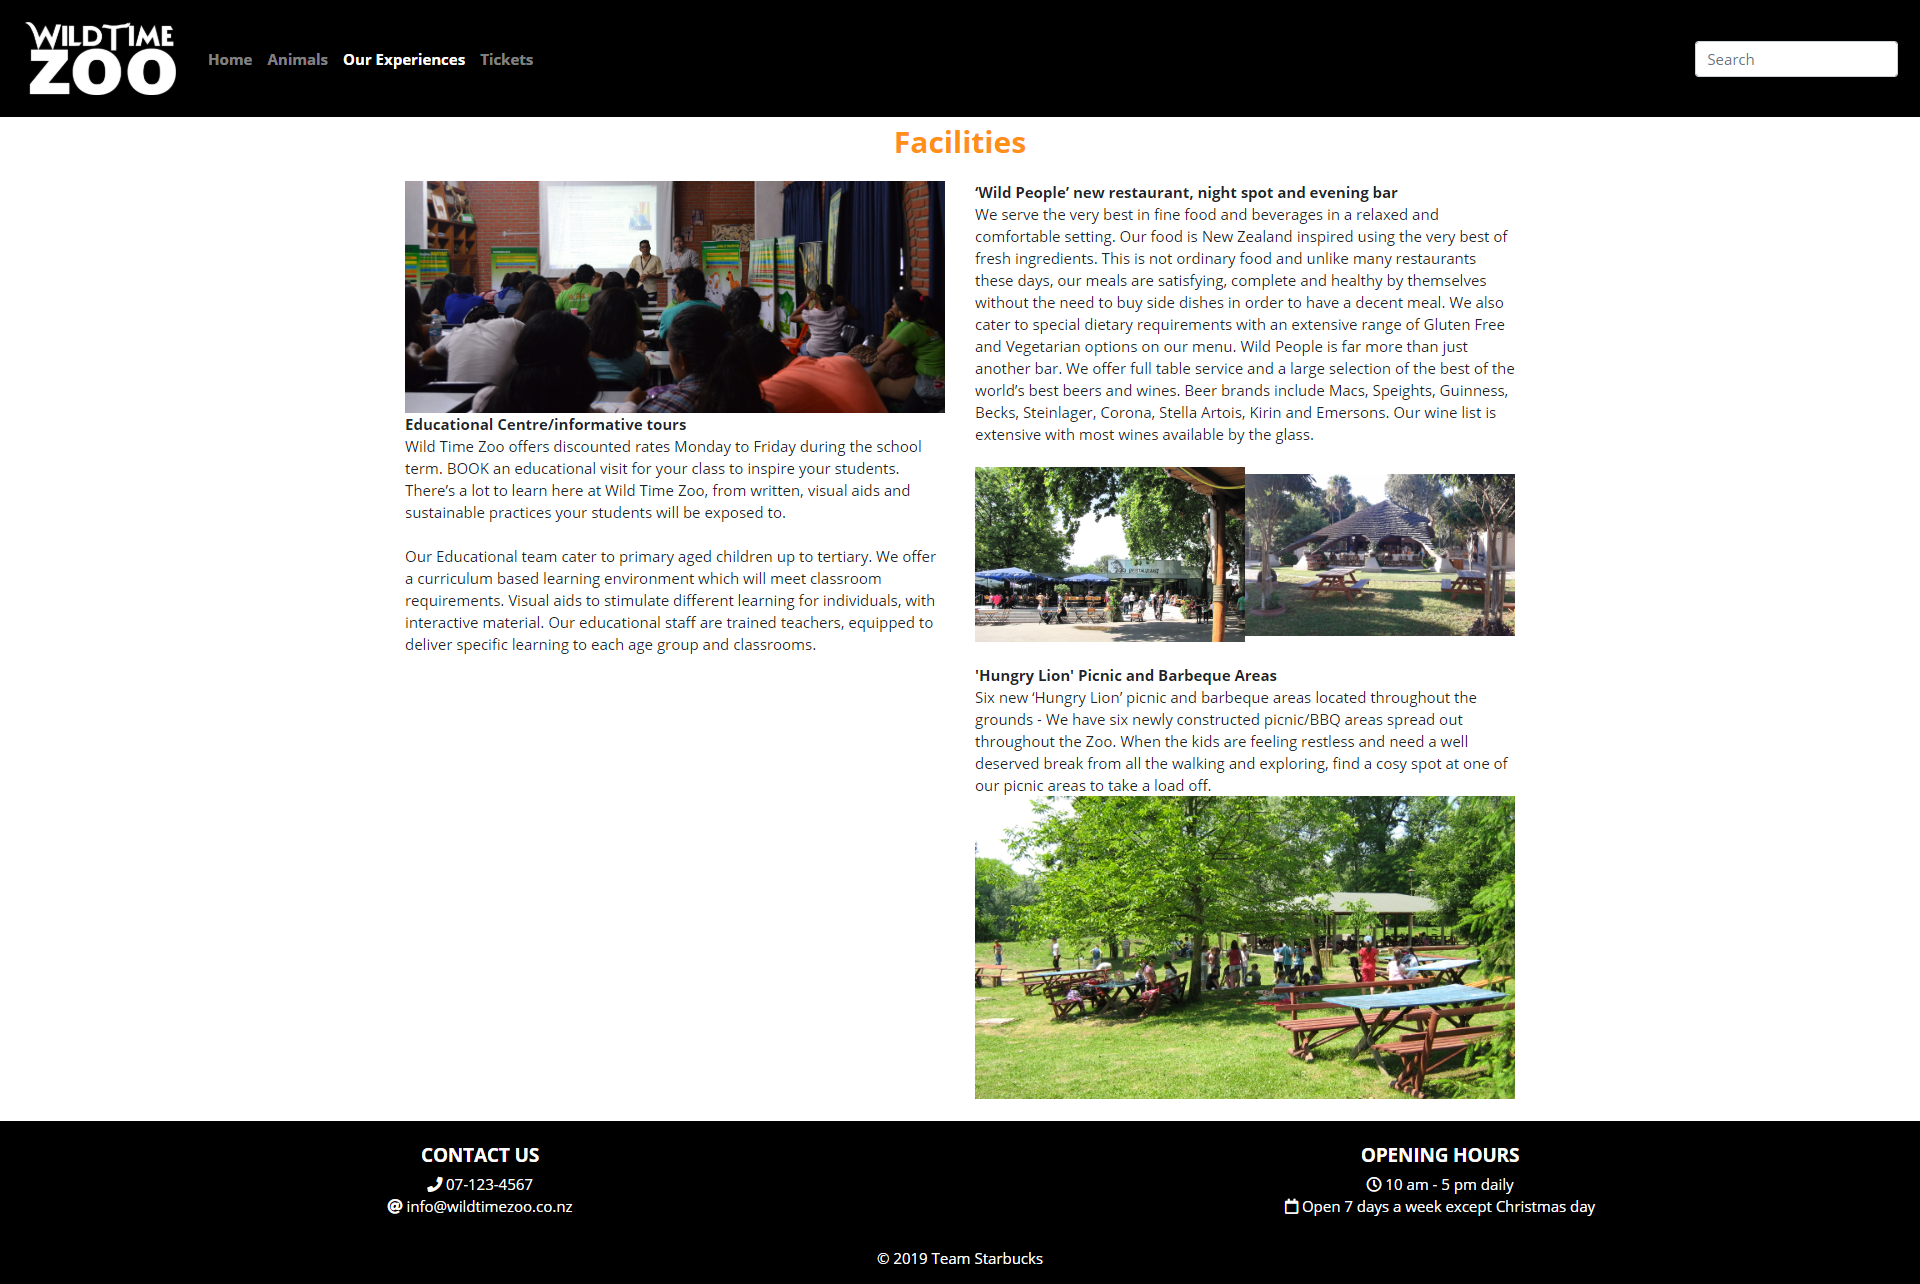 WILDTIME
ZOO
Home Animals Our Experiences Tickets
Search
Facilities
Educational Centre/informative tours
Wild Time Zoo offers discounted rates Monday to Friday during the school
term. BOOK an educational visit for your class to inspire your students.
There’s a lot to learn here at Wild Time Zoo, from written, visual aids and
sustainable practices your students will be exposed to.
Our Educational team cater to primary aged children up to tertiary. We offer
a curriculum based learning environment which will meet classroom
requirements. Visual aids to stimulate different learning for individuals, with
interactive material. Our educational staff are trained teachers, equipped to
deliver specific learning to each age group and classrooms.
‘Wild People’ new restaurant, night spot and evening bar
We serve the very best in fine food and beverages in a relaxed and
comfortable setting. Our food is New Zealand inspired using the very best of
fresh ingredients. This is not ordinary food and unlike many restaurants
these days, our meals are satisfying, complete and healthy by themselves
without the need to buy side dishes in order to have a decent meal. We also
cater to special dietary requirements with an extensive range of Gluten Free
and Vegetarian options on our menu. Wild People is far more than just
another bar. We offer full table service and a large selection of the best of the
world’s best beers and wines. Beer brands include Macs, Speights, Guinness,
Becks, Steinlager, Corona, Stella Artois, Kirin and Emersons. Our wine list is
extensive with most wines available by the glass.
'Hungry Lion' Picnic and Barbeque Areas
Six new ‘Hungry Lion’ picnic and barbeque areas located throughout the
grounds - We have six newly constructed picnic/BBQ areas spread out
throughout the Zoo. When the kids are feeling restless and need a well
deserved break from all the walking and exploring, find a cosy spot at one of
our picnic areas to take a load off.
CONTACT US
07-123-4567
info@wildtimezoo.co.nz
OPENING HOURS
10 am - 5 pm daily
Open 7 days a week except Christmas day
© 2019 Team Starbucks